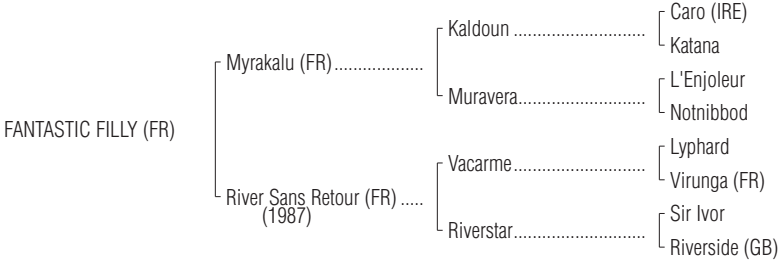 Caro (IRE)
Kaldoun ............................
Katana
Myrakalu (FR)...................
L'Enjoleur
Muravera...........................
Notnibbod
FANTASTIC FILLY (FR)
Lyphard
Vacarme............................
Virunga (FR)
River Sans Retour (FR) .....
(1987)
Sir Ivor
Riverstar............................
Riverside (GB)